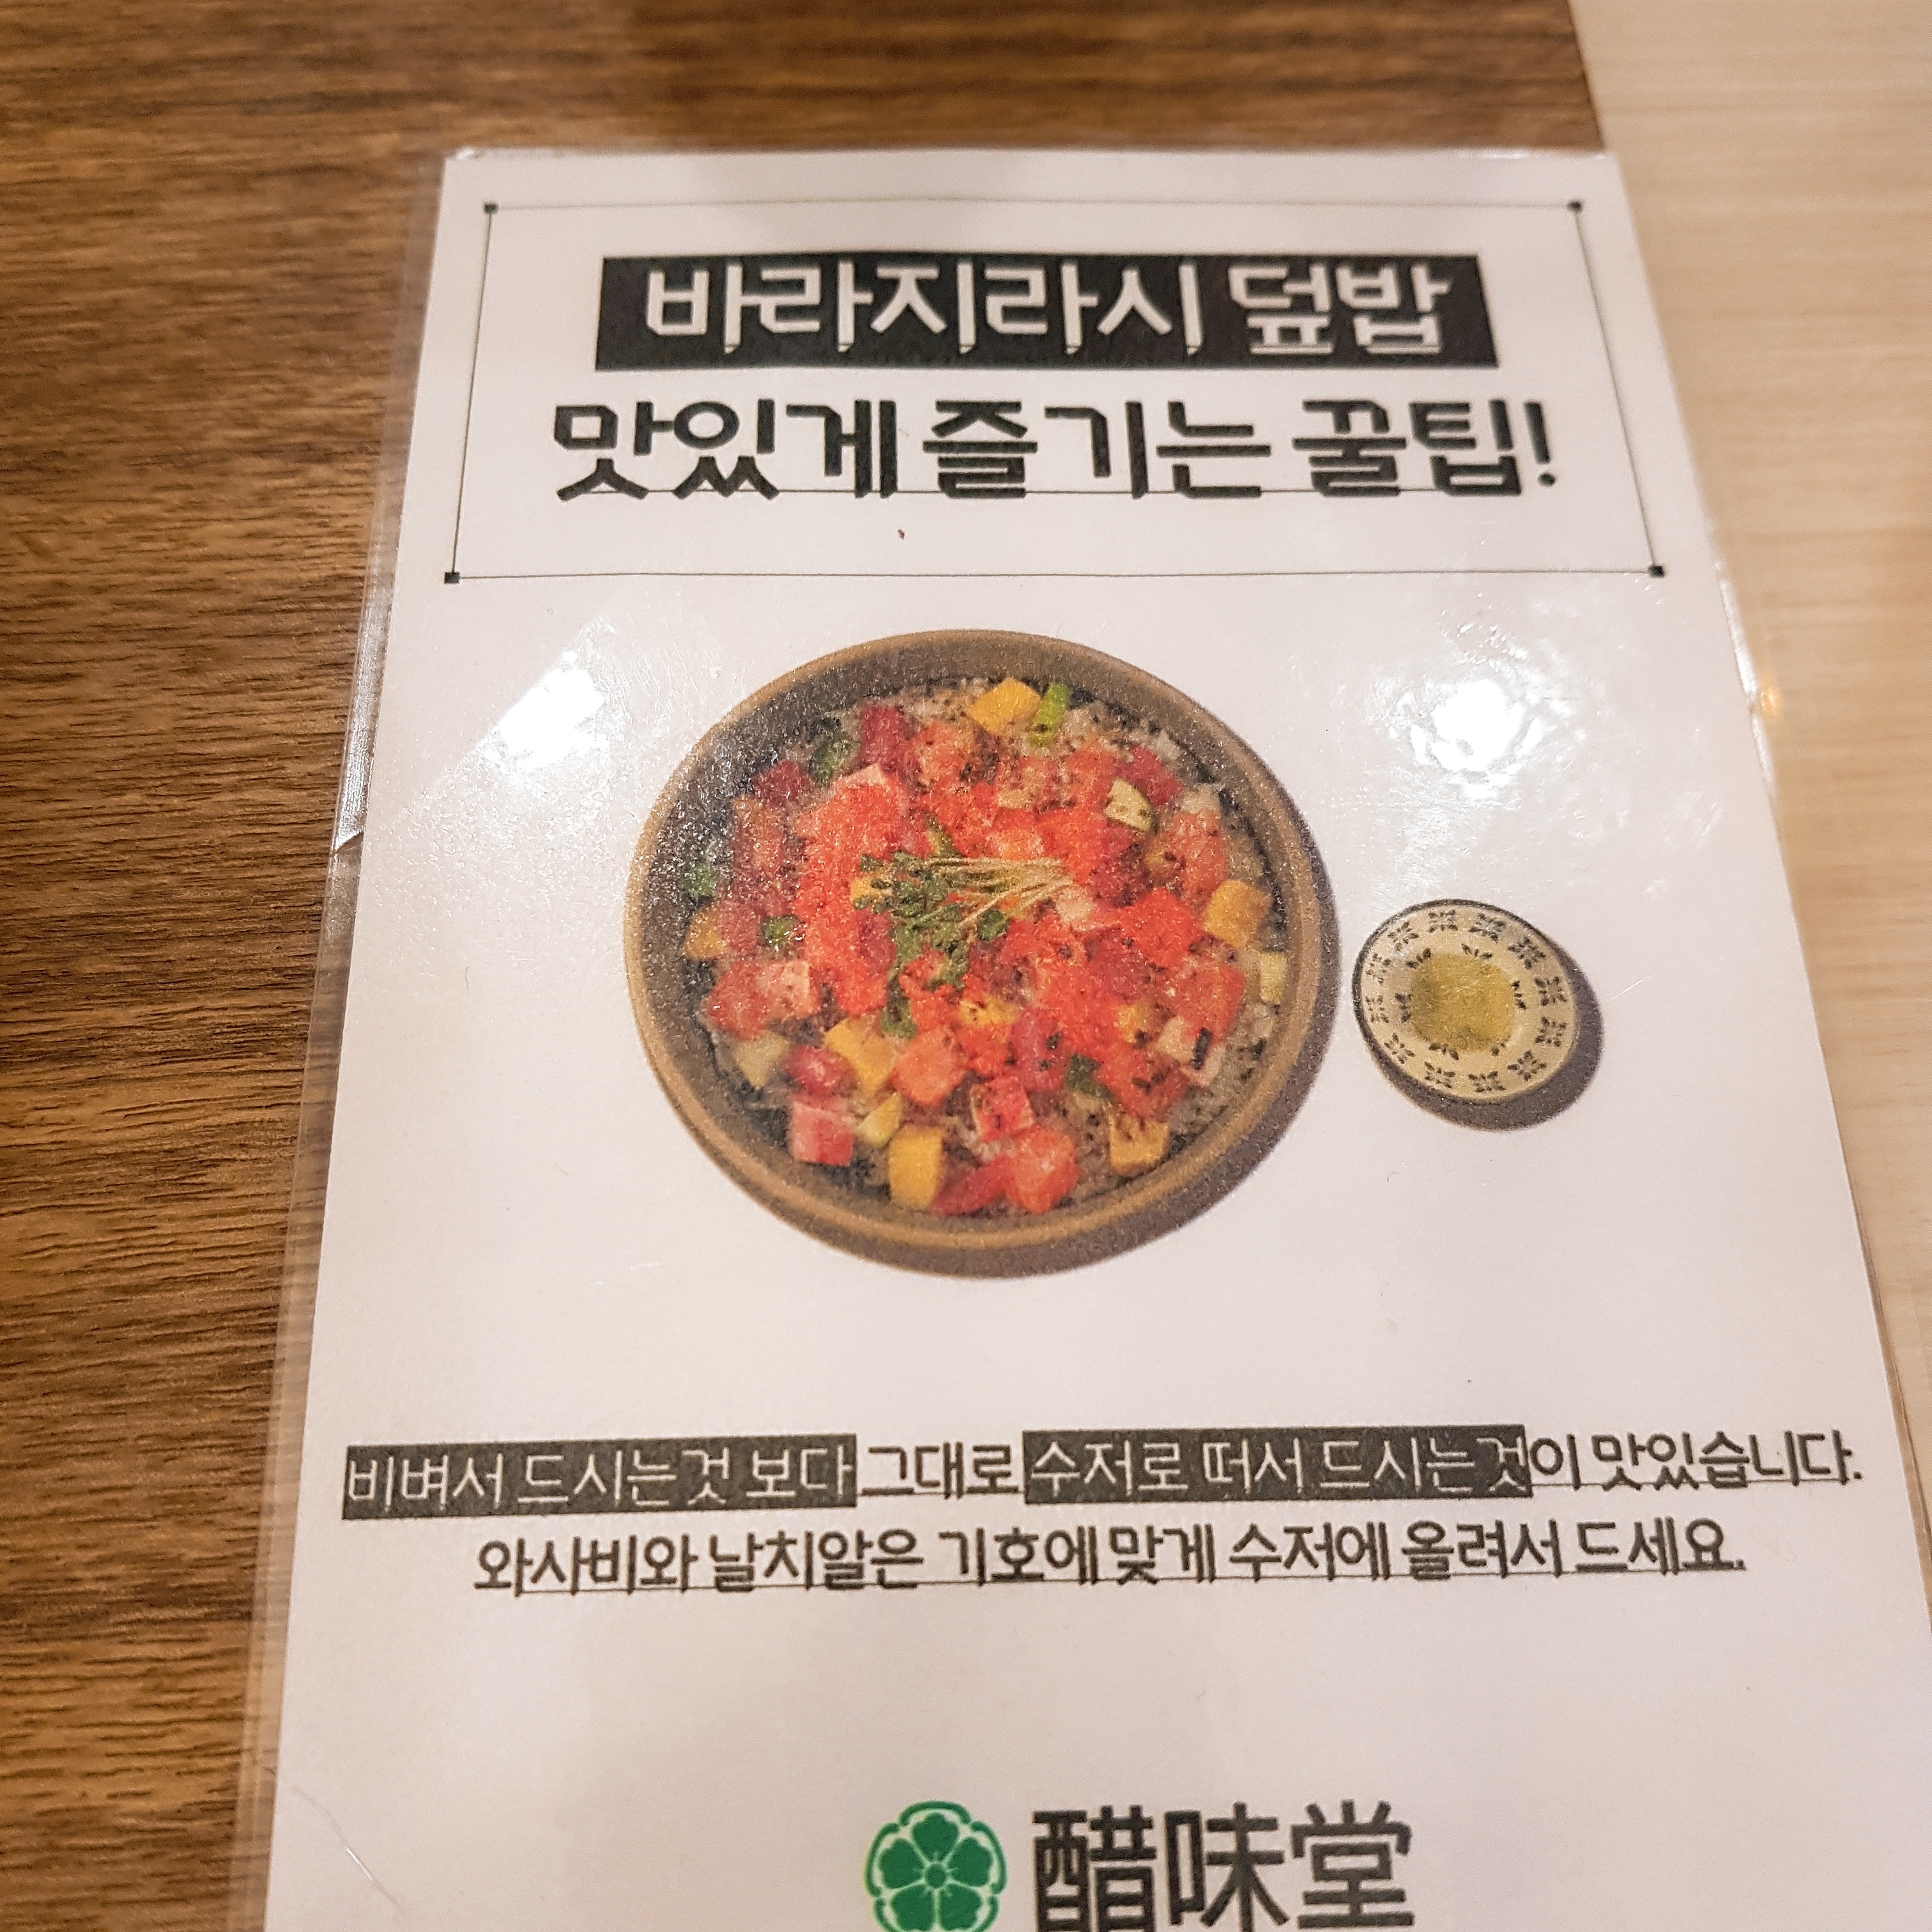 바라지라시 덮밥
맛있게 즐기는 꿀팁!
비벼서 드시는것 보다 그대로 수저로 떠서 드시는것이 맛있습니다.
와사비와 날치알은 기호에 맞게 수저에 올려서 드세요.
醋味堂